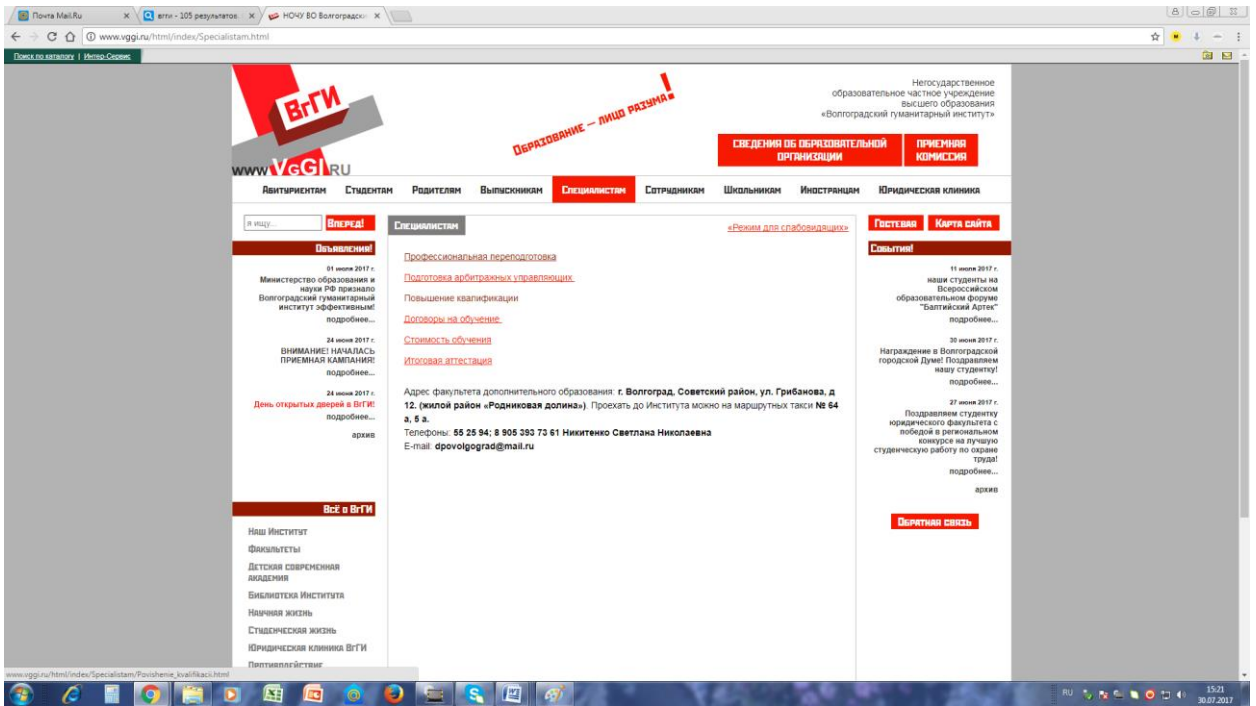 Почта Mail.Ru
вгги - 105 результатов
НОЧУ ВО Волгоградски
www.vggi.ru/html/index/Specialistam.html
Поиск по каталогу | Интер-Сервис
ВгГИ
www.VgGI.RU
Образование – лицо разума!
Негосударственное
образовательное частное учреждение
высшего образования
«Волгоградский гуманитарный институт»
СВЕДЕНИЯ ОБ ОБРАЗОВАТЕЛЬНОЙ
ОРГАНИЗАЦИИ
ПРИЕМНАЯ
КОМИССИЯ
Абитуриентам Студентам Родителям Выпускникам Специалистам Сотрудникам Школьникам Иностранцам Юридическая клиника
я ищу... Вперед!
Объявления!
01 июля 2017 г.
Министерство образования и
науки РФ признало
Волгоградский гуманитарный
институт эффективным!
подробнее...
24 июня 2017 г.
ВНИМАНИЕ! НАЧАЛАСЬ
ПРИЕМНАЯ КАМПАНИЯ!
подробнее...
24 июня 2017 г.
День открытых дверей в ВгГИ!
подробнее...
архив
Всё о ВгГИ
Наш Институт
Факультеты
Детская современная
академия
Библиотека Института
Научная жизнь
Студенческая жизнь
Юридическая клиника ВгГИ
Противодействие
Специалистам
«Режим для слабовидящих»
Профессиональная переподготовка
Подготовка арбитражных управляющих
Повышение квалификации
Договоры на обучение
Стоимость обучения
Итоговая аттестация
Адрес факультета дополнительного образования: г. Волгоград, Советский район, ул. Грибанова, д
12. (жилой район «Родниковая долина»). Проехать до Института можно на маршрутных такси № 64
а, 5 а.
Телефоны: 55 25 94; 8 905 393 73 61 Никитенко Светлана Николаевна
E-mail: dpovolgograd@mail.ru
Гостевая Карта сайта
События!
11 июля 2017 г.
наши студенты на
Всероссийском
образовательном форуме
"Балтийский Артек"
подробнее...
30 июня 2017 г.
Награждение в Волгоградской
городской Думе! Поздравляем
нашу студентку!
подробнее...
27 июня 2017 г.
Поздравляем студентку
юридического факультета с
победой в региональном
конкурсе на лучшую
студенческую работу по охране
труда!
подробнее...
архив
Обратная связь
www.vggi.ru/html/index/Specialistam/Povishenie_kvalifikacii.html
RU
15:21
30.07.2017